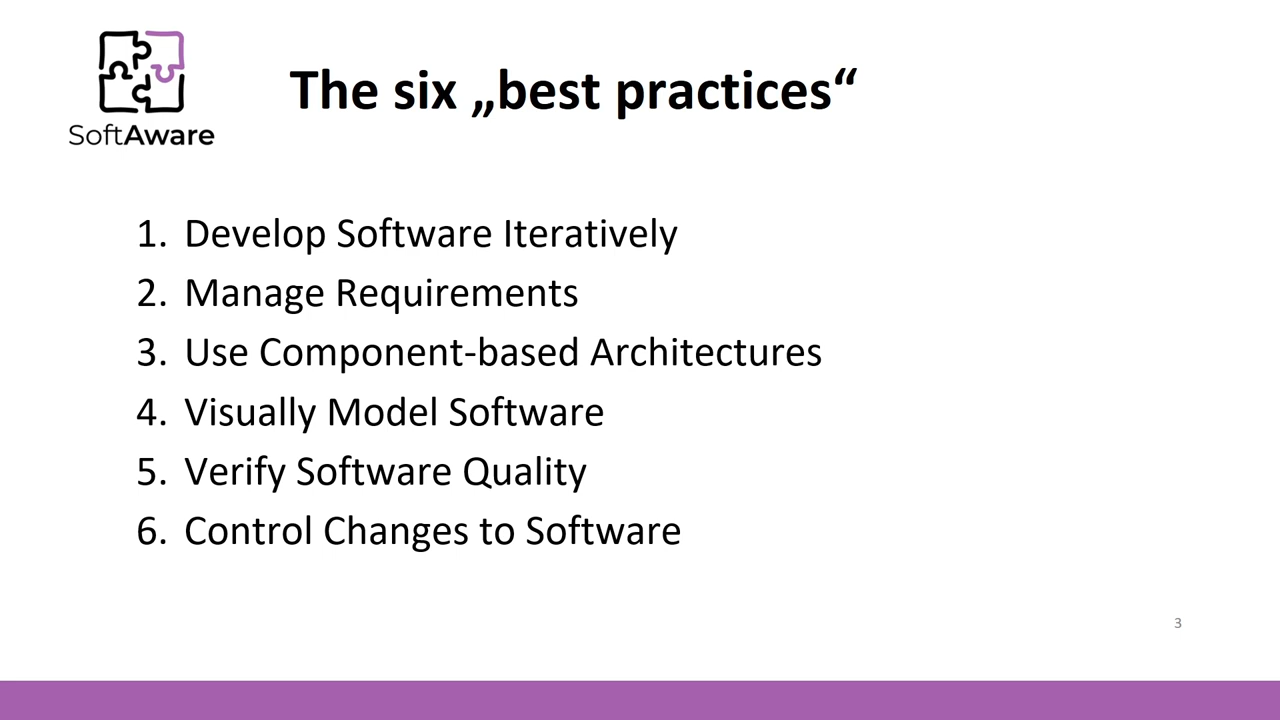 SoftAware
The six „best practices“
1. Develop Software Iteratively
2. Manage Requirements
3. Use Component-based Architectures
4. Visually Model Software
5. Verify Software Quality
6. Control Changes to Software
3